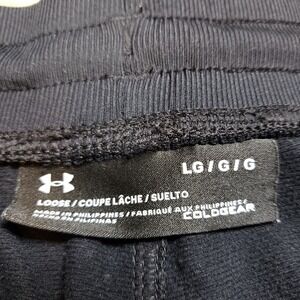 LG / G / G
LOOSE / COUPE LÂCHE / SUELTO
MADE IN PHILIPPINES / FABRIQUÉ AUX PHILIPPINES /
COLDGEAR
HECHO EN FILIPINAS